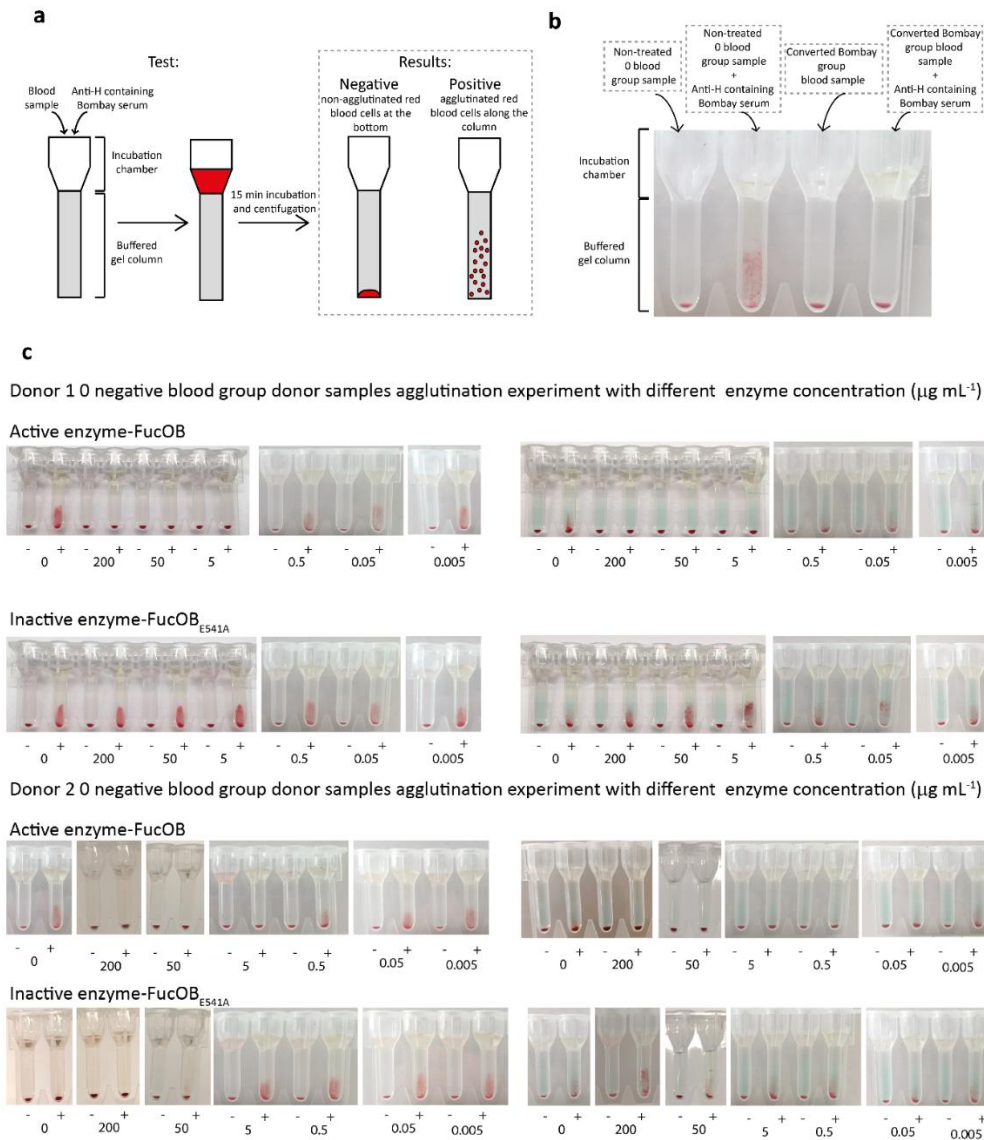 a
Test:
Blood
sample
Anti-H containing
Bombay serum
Incubation
chamber
Buffered
gel column
15 min incubation
and centifugation
Results:
Negative
non-agglutinated red
blood cells at the
bottom
Positive
agglutinated red
blood cells along the
column
b
Non-treated
0 blood
group sample
Non-treated
0 blood
group sample
+
Anti-H containing
Bombay serum
Converted Bombay
group
blood sample
Converted Bombay
group blood
sample
+
Anti-H containing
Bombay serum
Incubation
chamber
Buffered
gel column
c
Donor 1 0 negative blood group donor samples agglutination experiment with different enzyme concentration (µg mL-1)
Active enzyme-FucOB
- + - + - + - + - + - + - + - + - + - + - + - + - + - +
0 200 50 5 0.5 0.05 0.005 0 200 50 5 0.5 0.05 0.005
Inactive enzyme-FucOBE541A
- + - + - + - + - + - + - + - + - + - + - + - + - + - +
0 200 50 5 0.5 0.05 0.005 0 200 50 5 0.5 0.05 0.005
Donor 2 0 negative blood group donor samples agglutination experiment with different enzyme concentration (µg mL-1)
Active enzyme-FucOB
- + - + - + - + - + - + - + - + - + - + - + - + - + - +
0 200 50 5 0.5 0.05 0.005 0 200 50 5 0.5 0.05 0.005
Inactive enzyme-FucOBE541A
- + - + - + - + - + - + - + - + - + - + - + - + - + - +
0 200 50 5 0.5 0.05 0.005 0 200 50 5 0.5 0.05 0.005